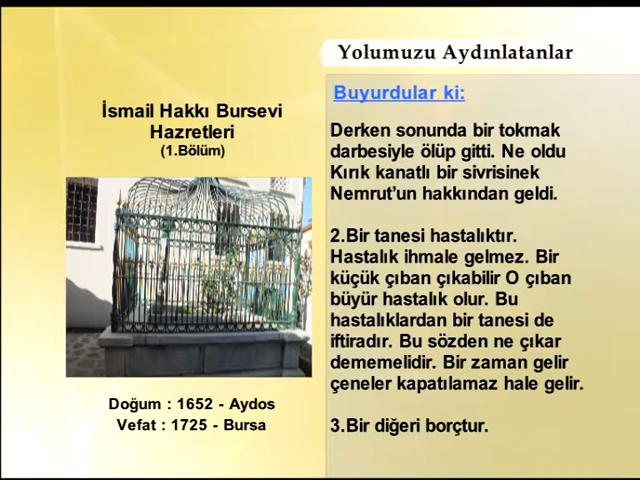 Yolumuzu Aydınlatanlar
İsmail Hakkı Bursevi
Hazretleri
(1.Bölüm)
Doğum : 1652 - Aydos
Vefat : 1725 - Bursa
Buyurdular ki:
Derken sonunda bir tokmak
darbesiyle ölüp gitti. Ne oldu
Kırık kanatlı bir sivrisinek
Nemrut'un hakkından geldi.
2.Bir tanesi hastalıktır.
Hastalık ihmale gelmez. Bir
küçük çıban çıkabilir O çıban
büyür hastalık olur. Bu
hastalıklardan bir tanesi de
iftiradır. Bu sözden ne çıkar
dememelidir. Bir zaman gelir
çeneler kapatılamaz hale gelir.
3.Bir diğeri borçtur.